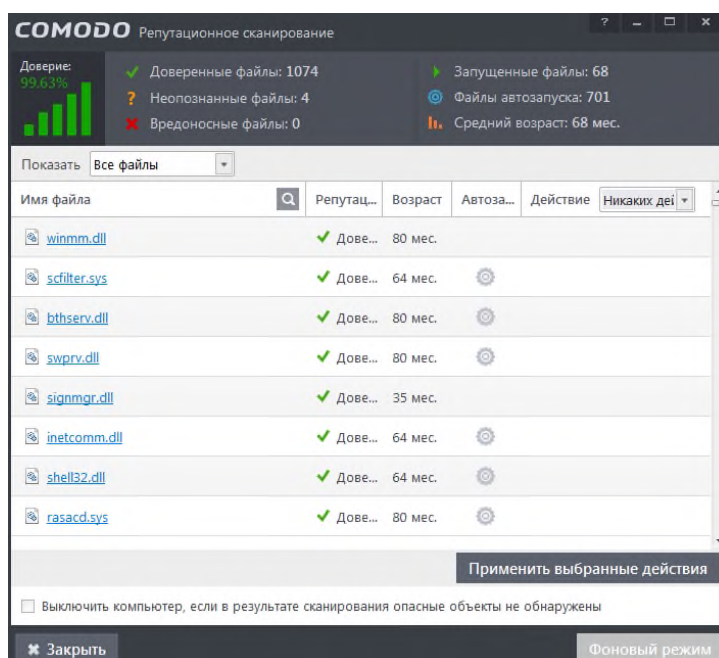 COMODO Репутационное сканирование
Доверие:
99,63%
Доверенные файлы: 1074
Неопознанные файлы: 4
Вредоносные файлы: 0
Запущенные файлы: 68
Файлы автозапуска: 701
Средний возраст: 68 мес.
Показать Все файлы
Имя файла Репутац... Возраст Автоза... Действие Никаких деі
winmm.dll Дове... 80 мес.
scfilter.sys Дове... 64 мес.
bthserv.dll Дове... 80 мес.
swprv.dll Дове... 80 мес.
signmgr.dll Дове... 35 мес.
inetcomm.dll Дове... 64 мес.
shell32.dll Дове... 64 мес.
rasacd.sys Дове... 80 мес.
Применить выбранные действия
Выключить компьютер, если в результате сканирования опасные объекты не обнаружены
Закрыть Фоновый режим